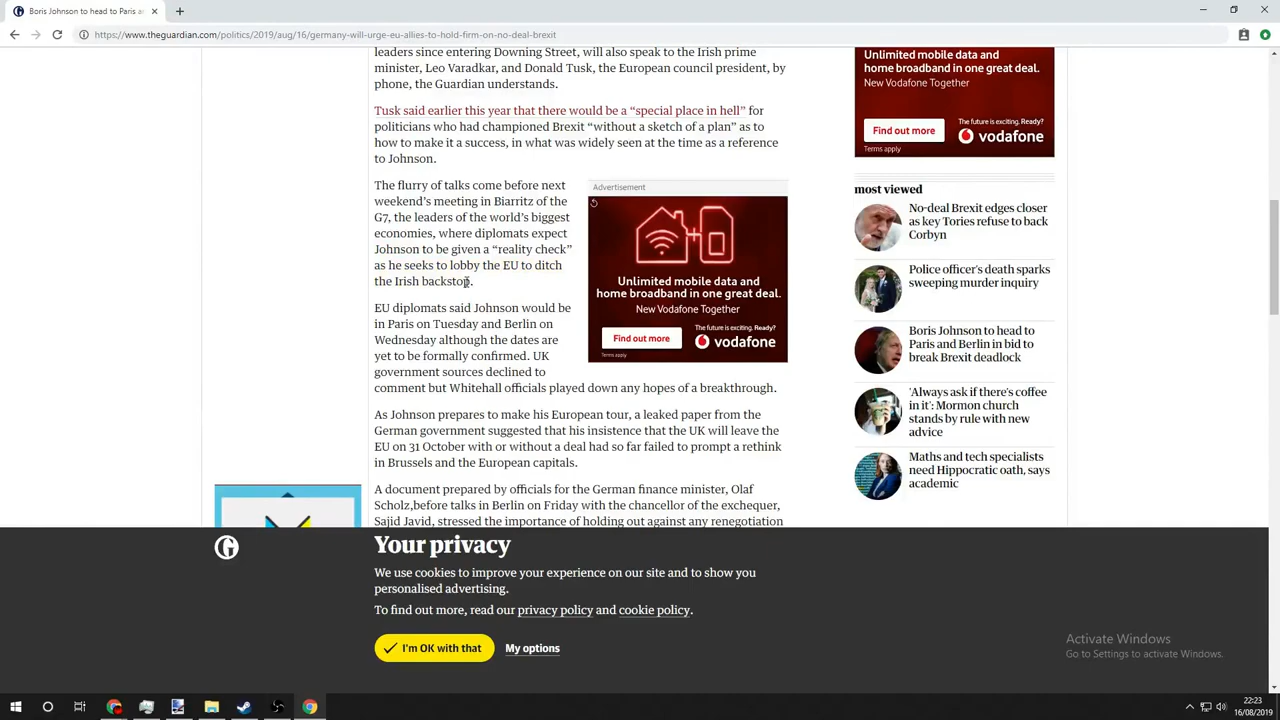 Boris Johnson to head to Paris a
https://www.theguardian.com/politics/2019/aug/16/germany-will-urge-eu-allies-to-hold-firm-on-no-deal-brexit
leaders since entering Downing Street, will also speak to the Irish prime
minister, Leo Varadkar, and Donald Tusk, the European council president, by
phone, the Guardian understands.
Tusk said earlier this year that there would be a “special place in hell” for
politicians who had championed Brexit “without a sketch of a plan” as to
how to make it a success, in what was widely seen at the time as a reference
to Johnson.
The flurry of talks come before next
weekend’s meeting in Biarritz of the
G7, the leaders of the world’s biggest
economies, where diplomats expect
Johnson to be given a “reality check”
as he seeks to lobby the EU to ditch
the Irish backstop.
EU diplomats said Johnson would be
in Paris on Tuesday and Berlin on
Wednesday although the dates are
yet to be formally confirmed. UK
government sources declined to
comment but Whitehall officials played down any hopes of a breakthrough.
As Johnson prepares to make his European tour, a leaked paper from the
German government suggested that his insistence that the UK will leave the
EU on 31 October with or without a deal had so far failed to prompt a rethink
in Brussels and the European capitals.
A document prepared by officials for the German finance minister, Olaf
Scholz,before talks in Berlin on Friday with the chancellor of the exchequer,
Sajid Javid, stressed the importance of holding out against any renegotiation
Advertisement
Unlimited mobile data and
home broadband in one great deal.
New Vodafone Together
Find out more
The future is exciting. Ready?
vodafone
Terms apply
Unlimited mobile data and
home broadband in one great deal.
New Vodafone Together
Find out more
The future is exciting. Ready?
vodafone
Terms apply
most viewed
No-deal Brexit edges closer
as key Tories refuse to back
Corbyn
Police officer’s death sparks
sweeping murder inquiry
Boris Johnson to head to
Paris and Berlin in bid to
break Brexit deadlock
‘Always ask if there’s coffee
in it’: Mormon church
stands by rule with new
advice
Maths and tech specialists
need Hippocratic oath, says
academic
Your privacy
We use cookies to improve your experience on our site and to show you
personalised advertising.
To find out more, read our privacy policy and cookie policy.
I'm OK with that
My options
Activate Windows
Go to Settings to activate Windows.
22:23
16/08/2019